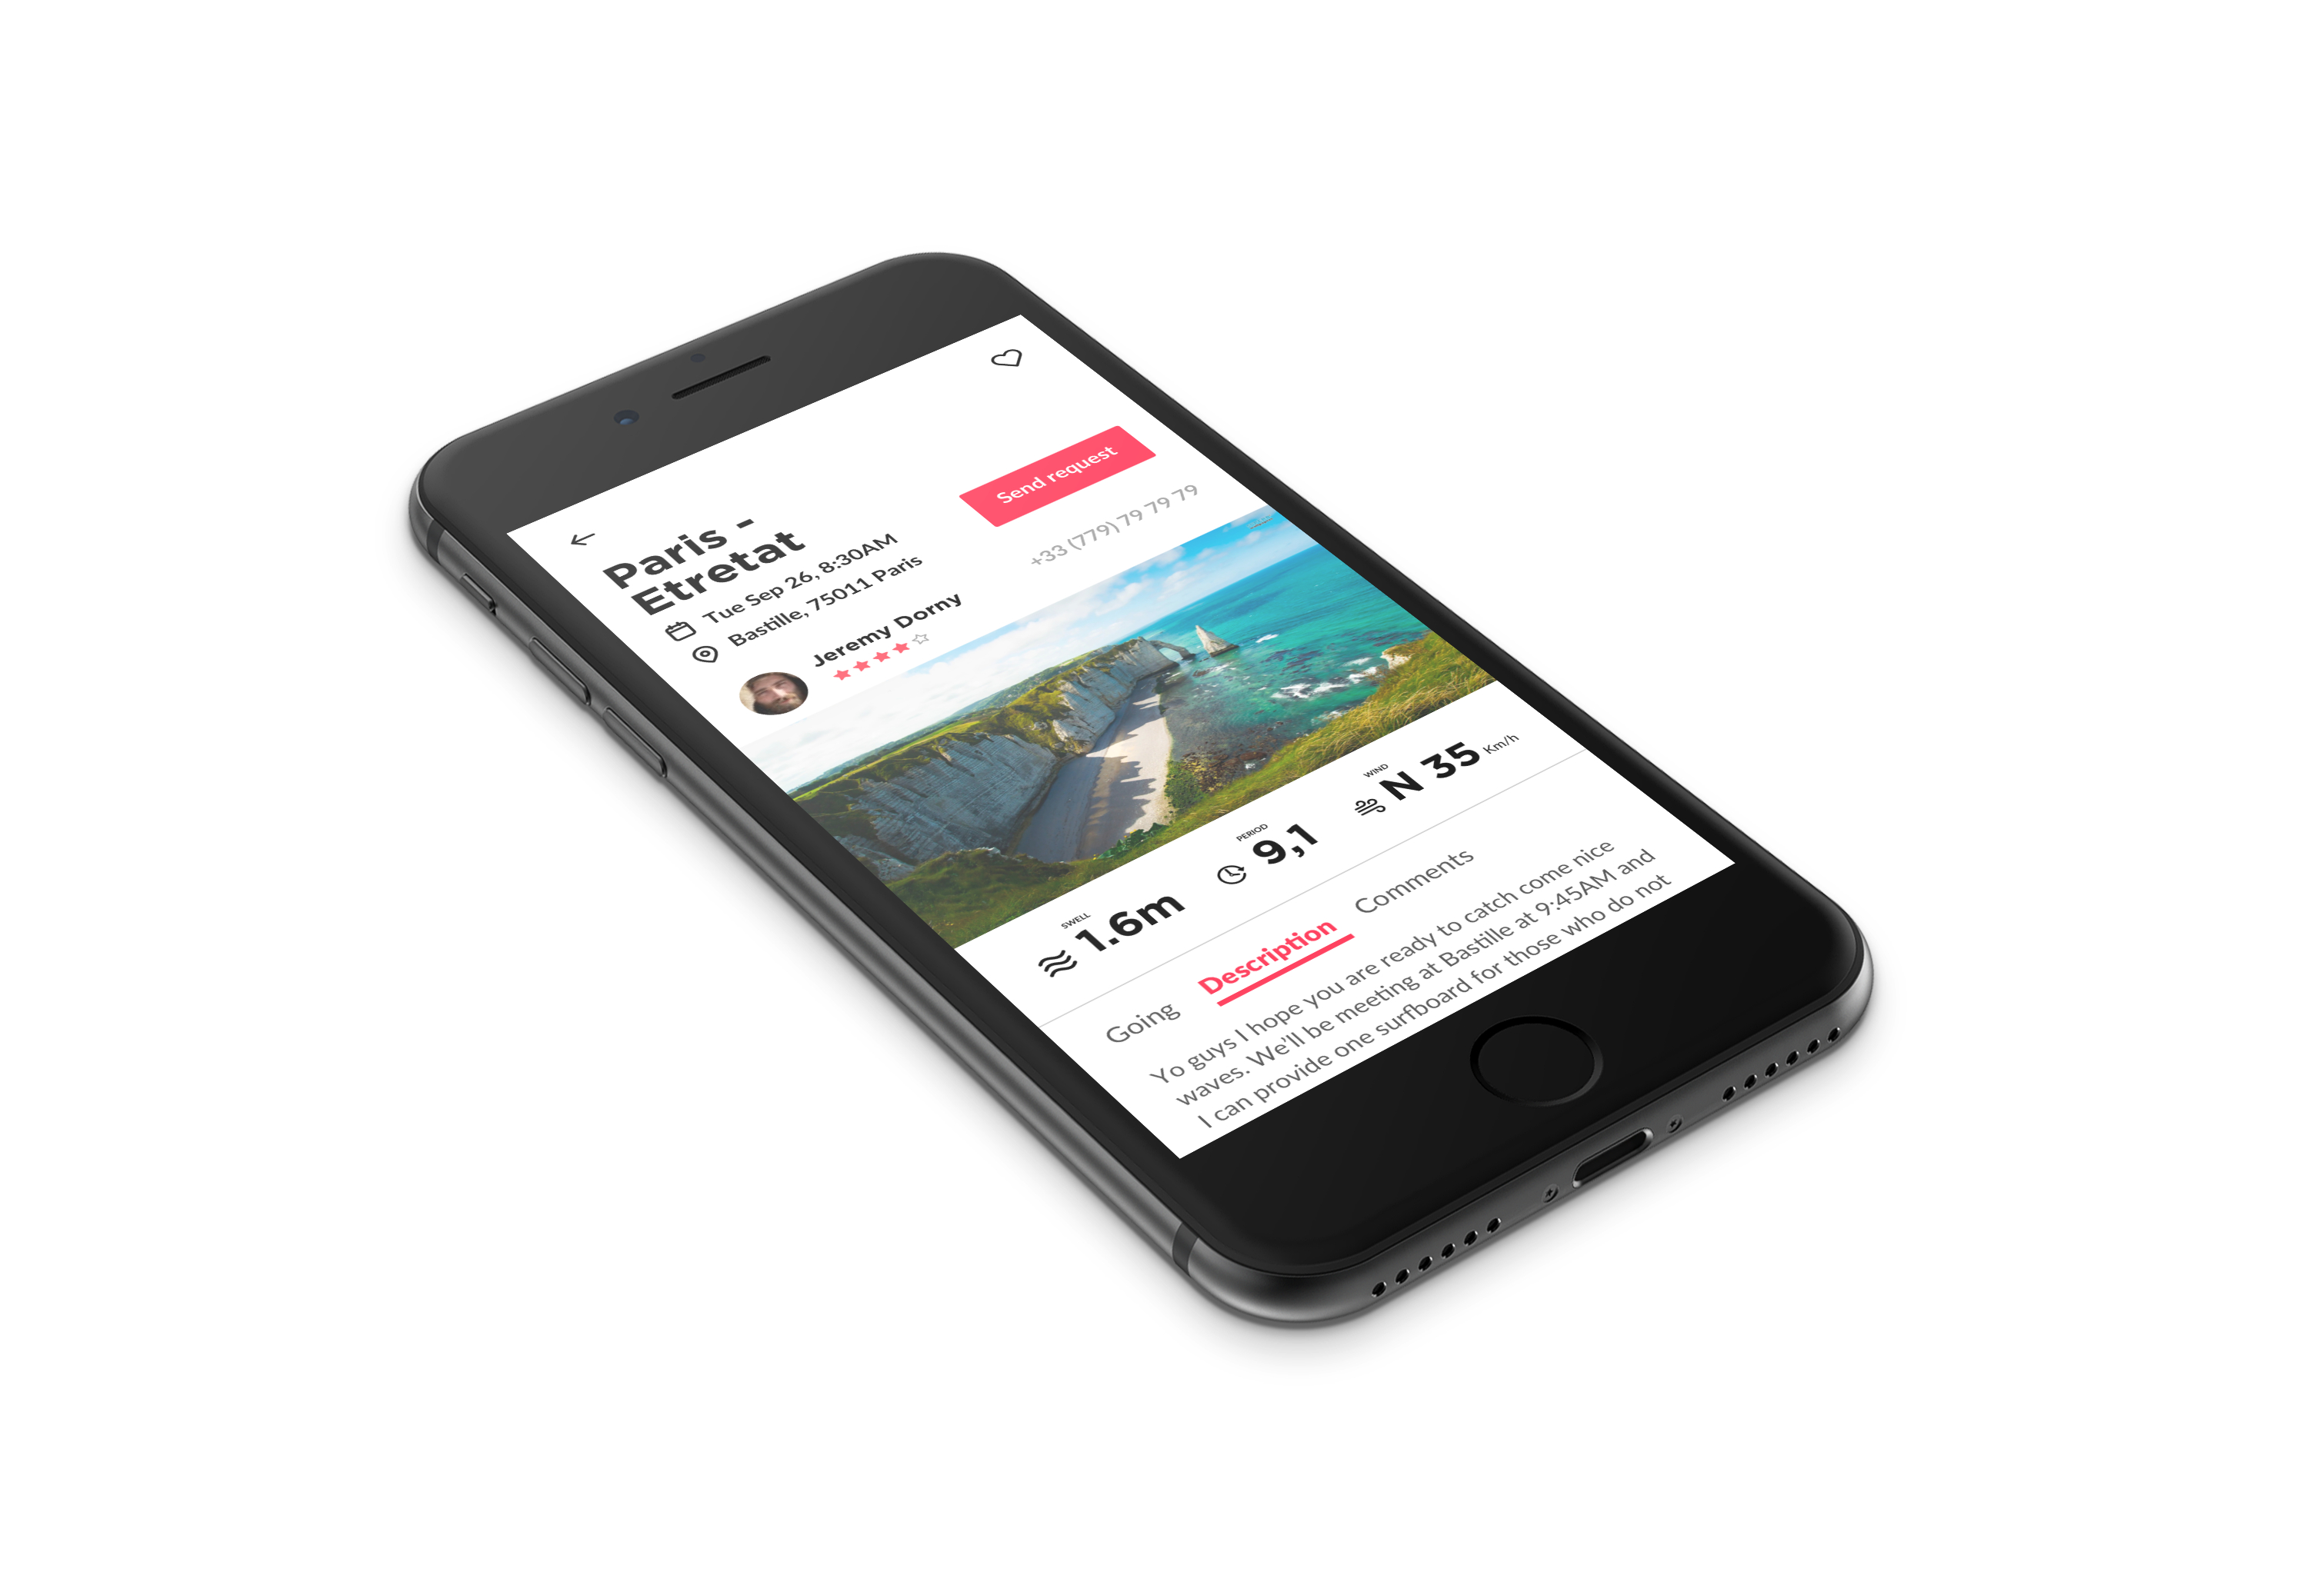 Paris -
Etretat
Send request
Tue Sep 26, 8:30AM
+33 (779) 79 79 79
Bastille, 75011 Paris
Jeremy Dorny
SWELL
1.6m
PERIOD
9,1
WIND
N 35 Km/h
Going Description Comments
Yo guys I hope you are ready to catch come nice
waves. We'll be meeting at Bastille at 9:45AM and
I can provide one surfboard for those who do not